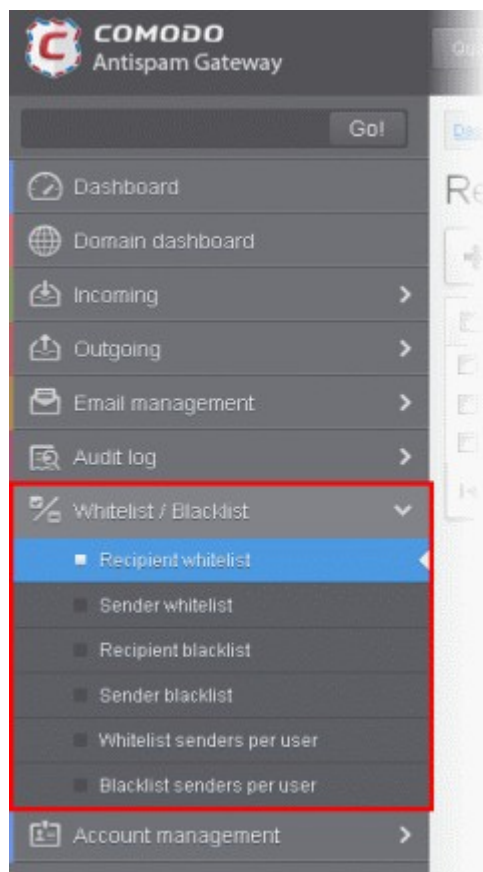 COMODO
Antispam Gateway
Go!
Dashboard
Domain dashboard
Incoming
Outgoing
Email management
Audit log
Whitelist / Blacklist
Recipient whitelist
Sender whitelist
Recipient blacklist
Sender blacklist
Whitelist senders per user
Blacklist senders per user
Account management